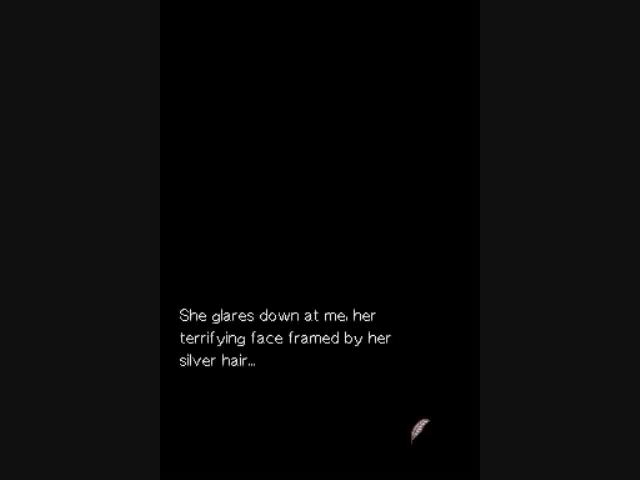 She glares down at me, her
terrifying face framed by her
silver hair...